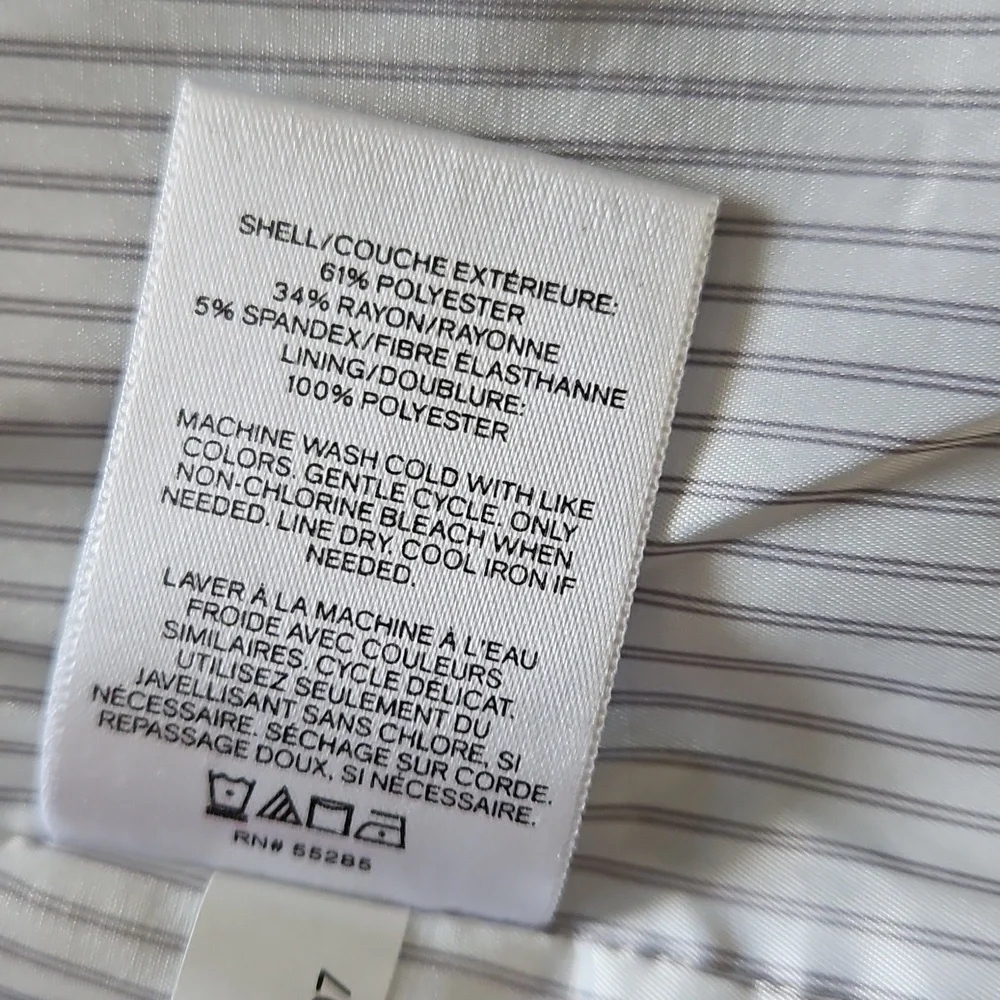 SHELL/COUCHE EXTÉRIEURE:
61% POLYESTER
34% RAYON/RAYONNE
5% SPANDEX/FIBRE ÉLASTHANNE
LINING/DOUBLURE:
100% POLYESTER
MACHINE WASH COLD WITH LIKE
COLORS. GENTLE CYCLE. ONLY
NON-CHLORINE BLEACH WHEN
NEEDED. LINE DRY. COOL IRON IF
NEEDED.
LAVER À LA MACHINE À L'EAU
FROIDE AVEC COULEURS
SIMILAIRES. CYCLE DÉLICAT.
UTILISEZ SEULEMENT DU
JAVELLISANT SANS CHLORE, SI
NÉCESSAIRE. SÉCHAGE SUR CORDE.
REPASSAGE DOUX, SI NÉCESSAIRE.
RN# 55285